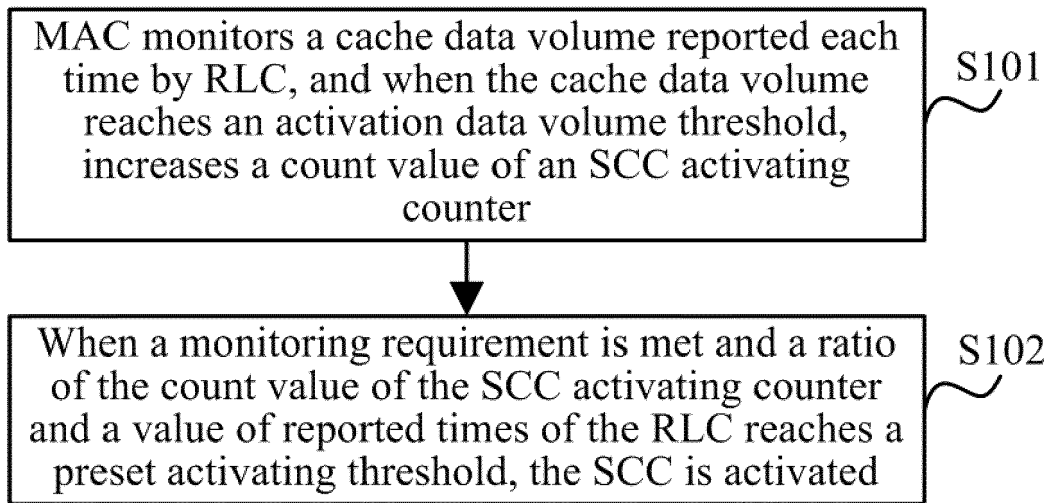 MAC monitors a cache data volume reported each
time by RLC, and when the cache data volume
reaches an activation data volume threshold,
increases a count value of an SCC activating
counter
S101
When a monitoring requirement is met and a ratio
of the count value of the SCC activating counter
and a value of reported times of the RLC reaches a
preset activating threshold, the SCC is activated
S102